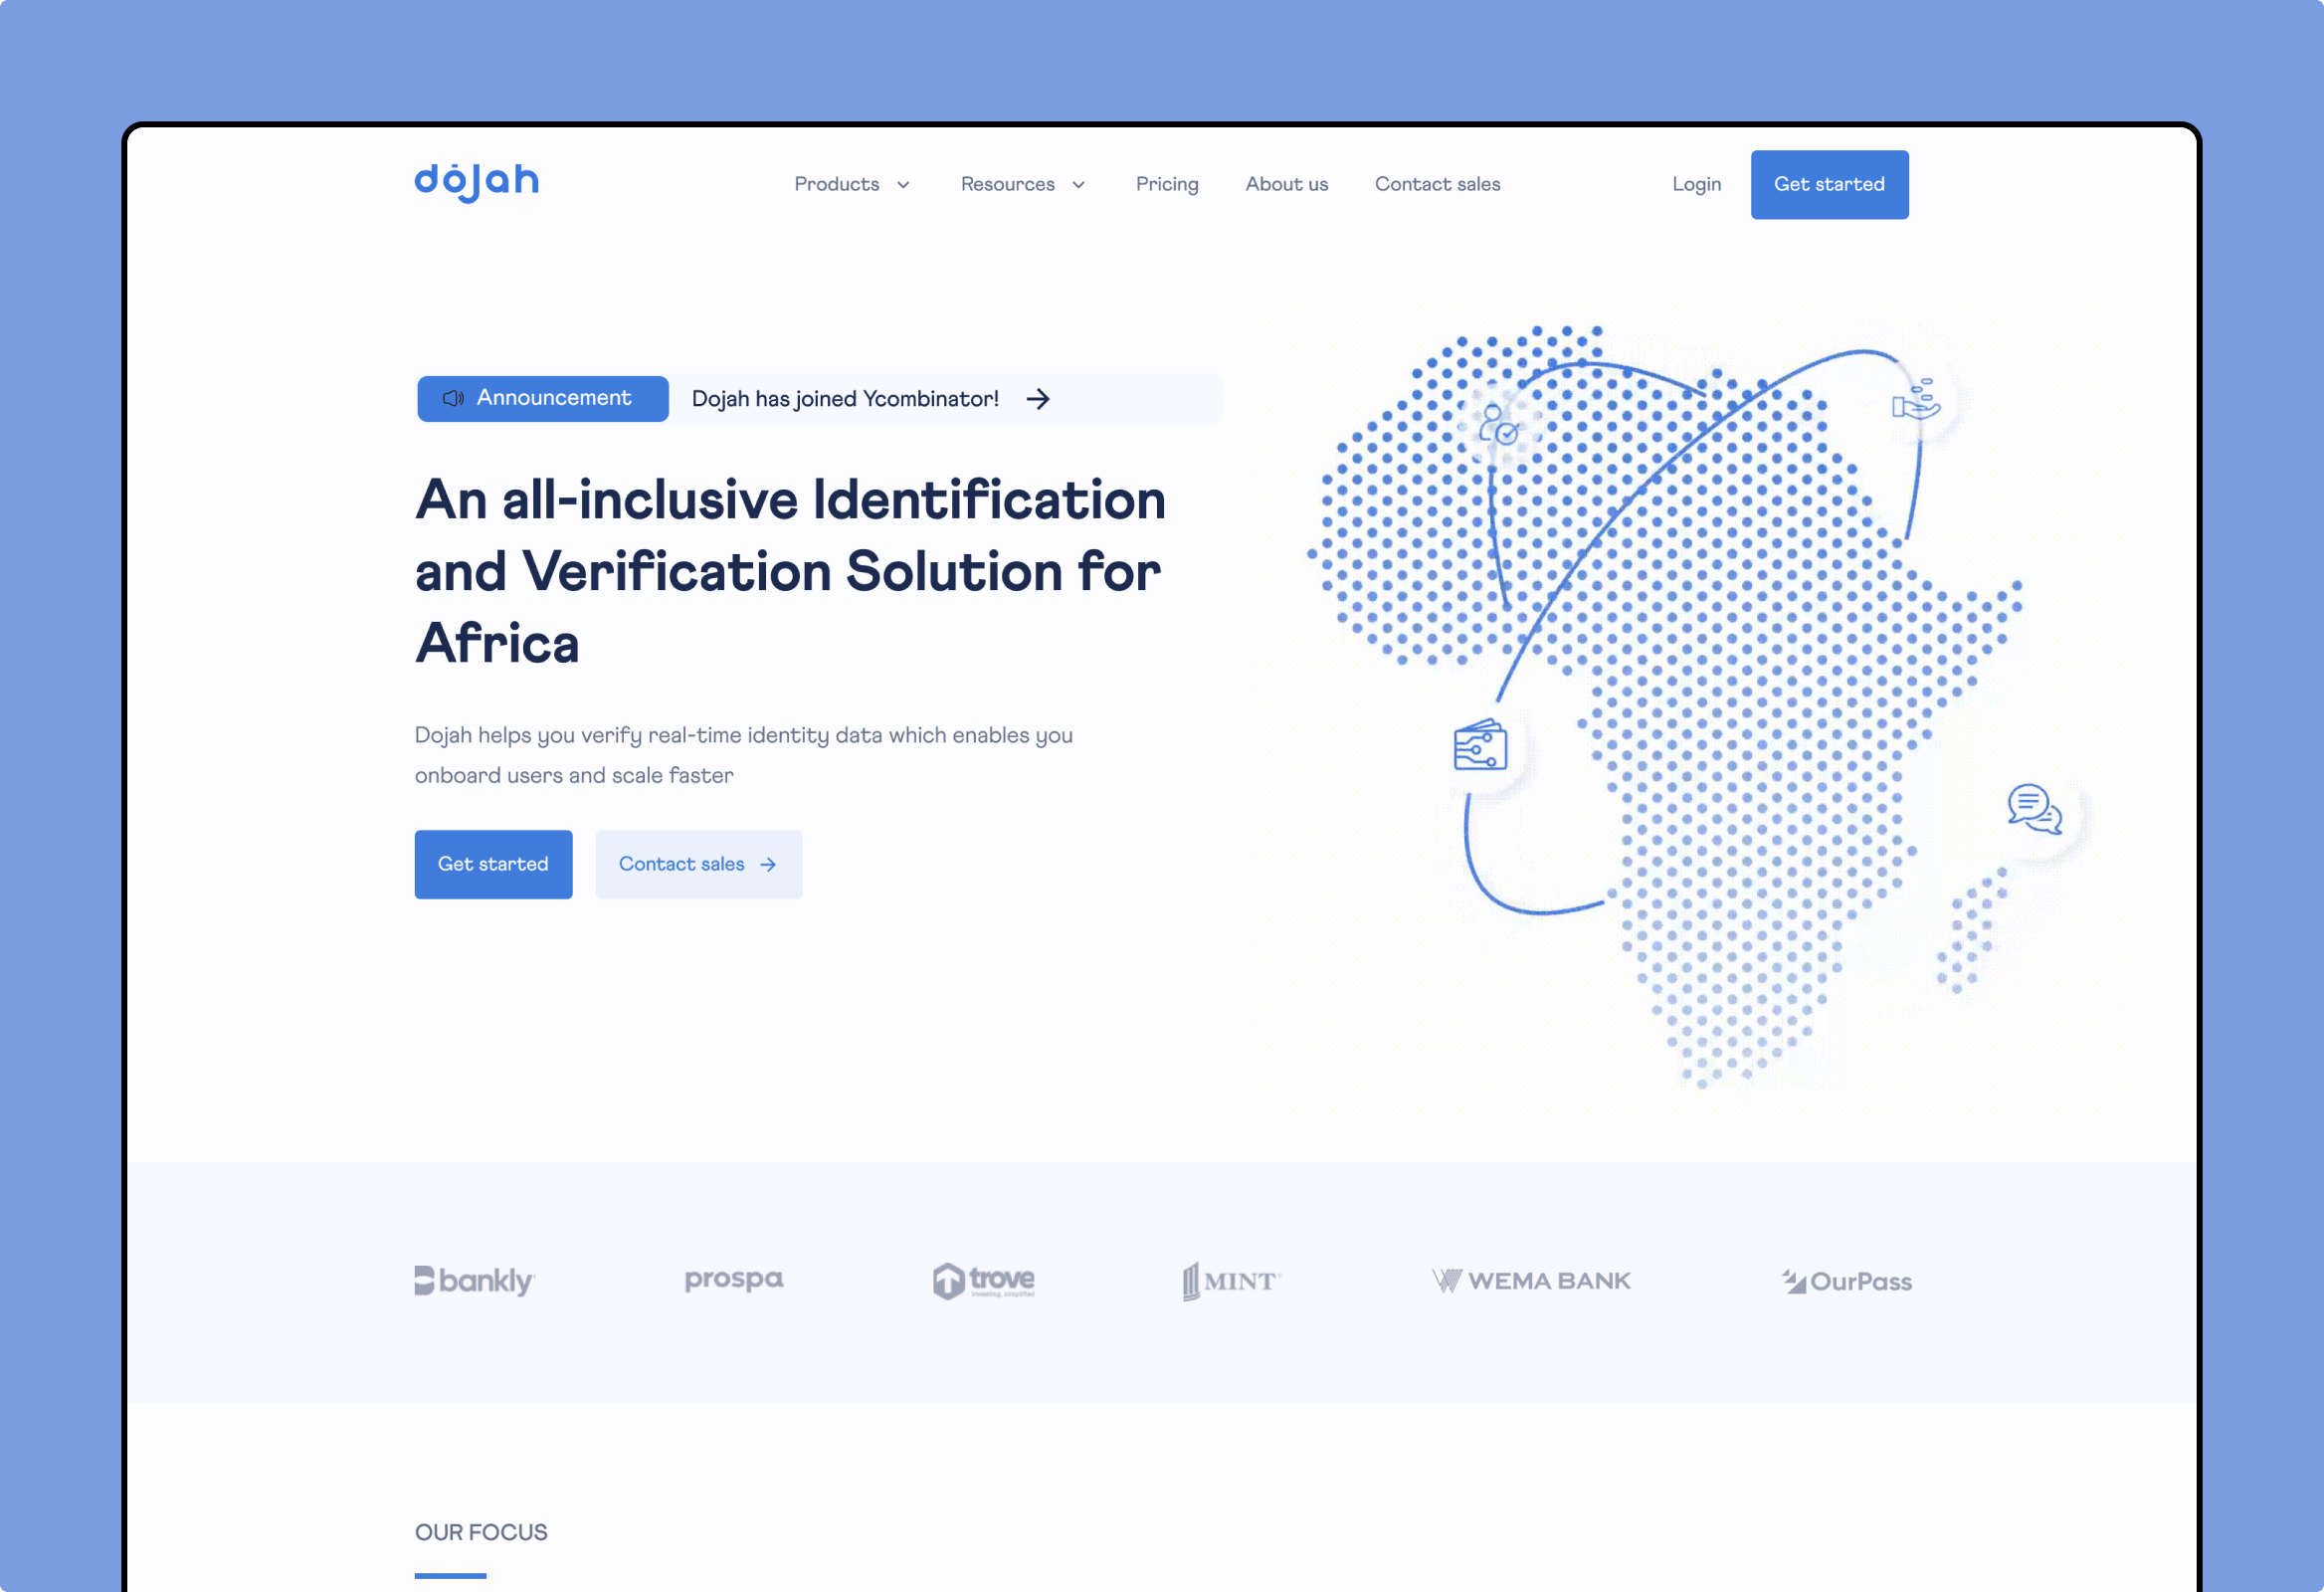 dojah
Products
Resources
Pricing
About us
Contact sales
Login
Get started
Announcement
Dojah has joined Ycombinator!
An all-inclusive Identification
and Verification Solution for
Africa
Dojah helps you verify real-time identity data which enables you
onboard users and scale faster
Get started
Contact sales
bankly
prospa
trove
investing, simplified
MINT
WEMA BANK
OurPass
OUR FOCUS